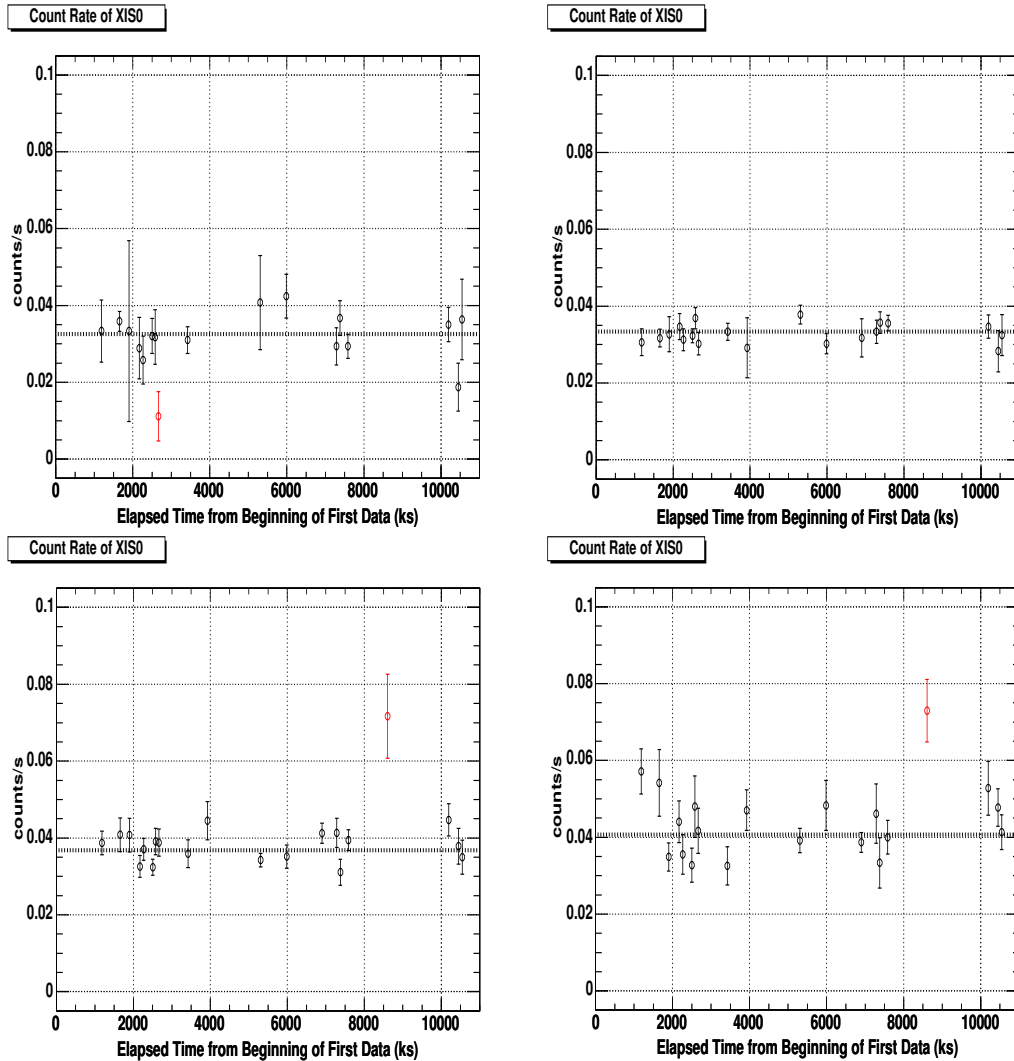 Count Rate of XIS0
counts/s
0.1
0.08
0.06
0.04
0.02
0
0 2000 4000 6000 8000 10000
Elapsed Time from Beginning of First Data (ks)
Count Rate of XIS0
counts/s
0.1
0.08
0.06
0.04
0.02
0
0 2000 4000 6000 8000 10000
Elapsed Time from Beginning of First Data (ks)
Count Rate of XIS0
counts/s
0.1
0.08
0.06
0.04
0.02
0
0 2000 4000 6000 8000 10000
Elapsed Time from Beginning of First Data (ks)
Count Rate of XIS0
counts/s
0.1
0.08
0.06
0.04
0.02
0
0 2000 4000 6000 8000 10000
Elapsed Time from Beginning of First Data (ks)